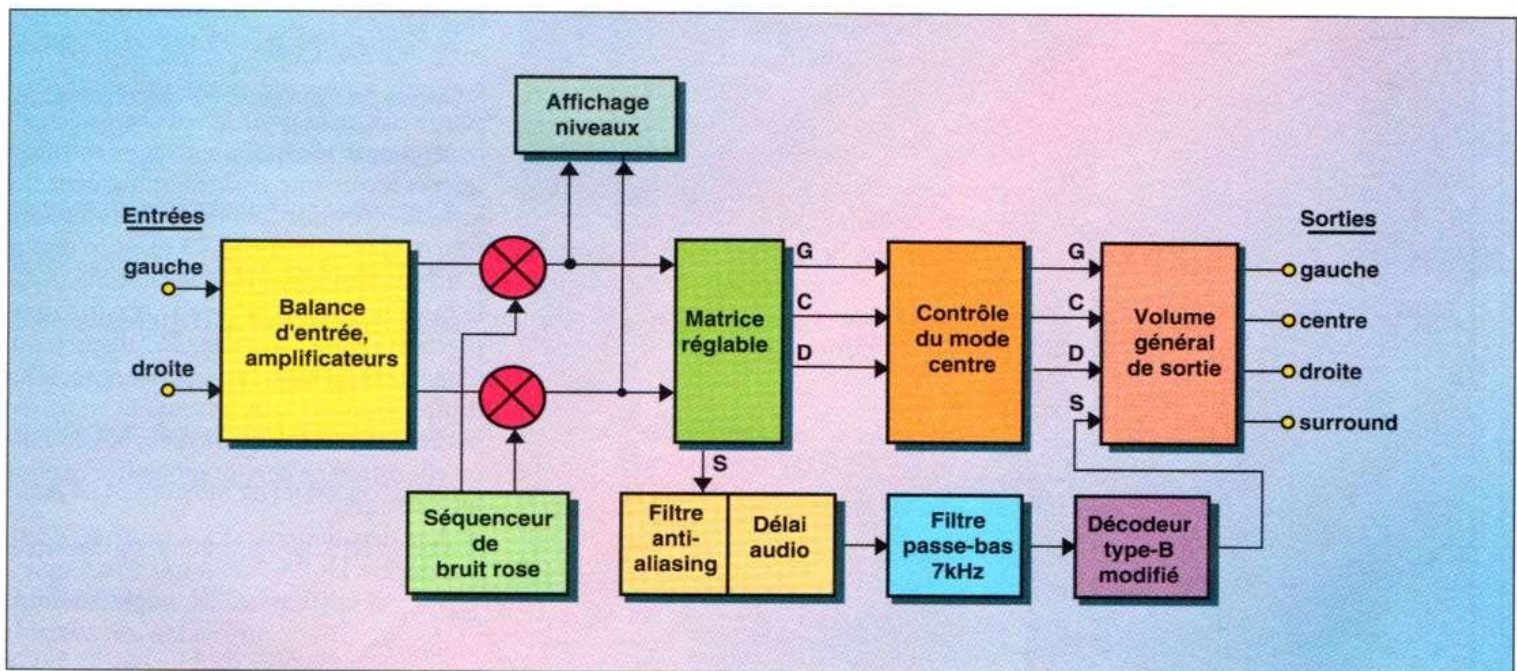 Affichage
niveaux
Entrées
gauche
droite
Balance
d'entrée,
amplificateurs
Séquenceur
de
bruit rose
Matrice
réglable
G
C
D
S
Contrôle
du mode
centre
G
C
D
S
Volume
général
de sortie
Sorties
gauche
centre
droite
surround
Filtre
anti-
aliasing
Délai
audio
Filtre
passe-bas
7kHz
Décodeur
type-B
modifié